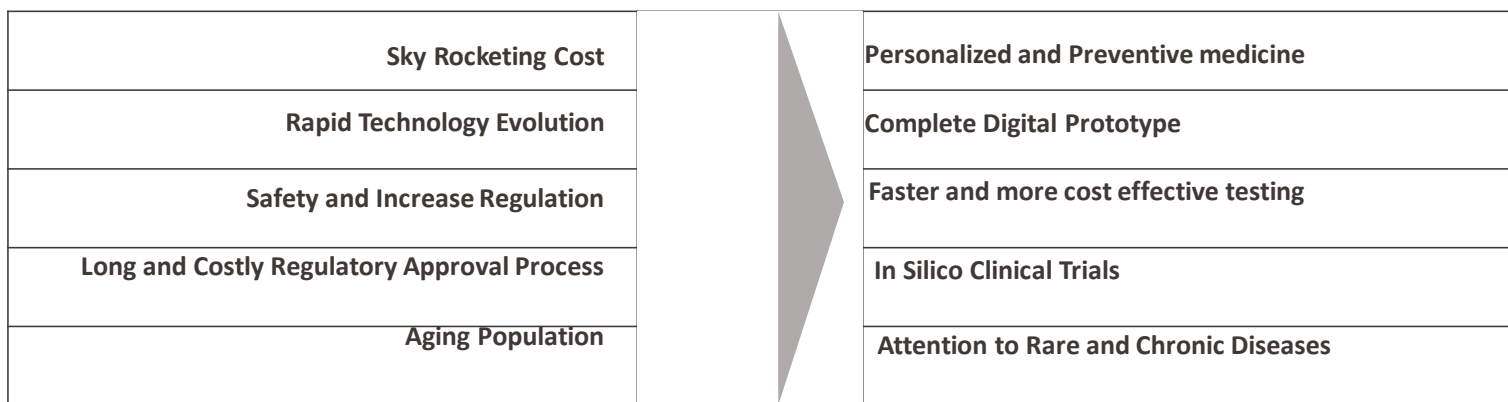 Sky Rocketing Cost
Personalized and Preventive medicine
Rapid Technology Evolution
Complete Digital Prototype
Safety and Increase Regulation
Faster and more cost effective testing
Long and Costly Regulatory Approval Process
In Silico Clinical Trials
Aging Population
Attention to Rare and Chronic Diseases